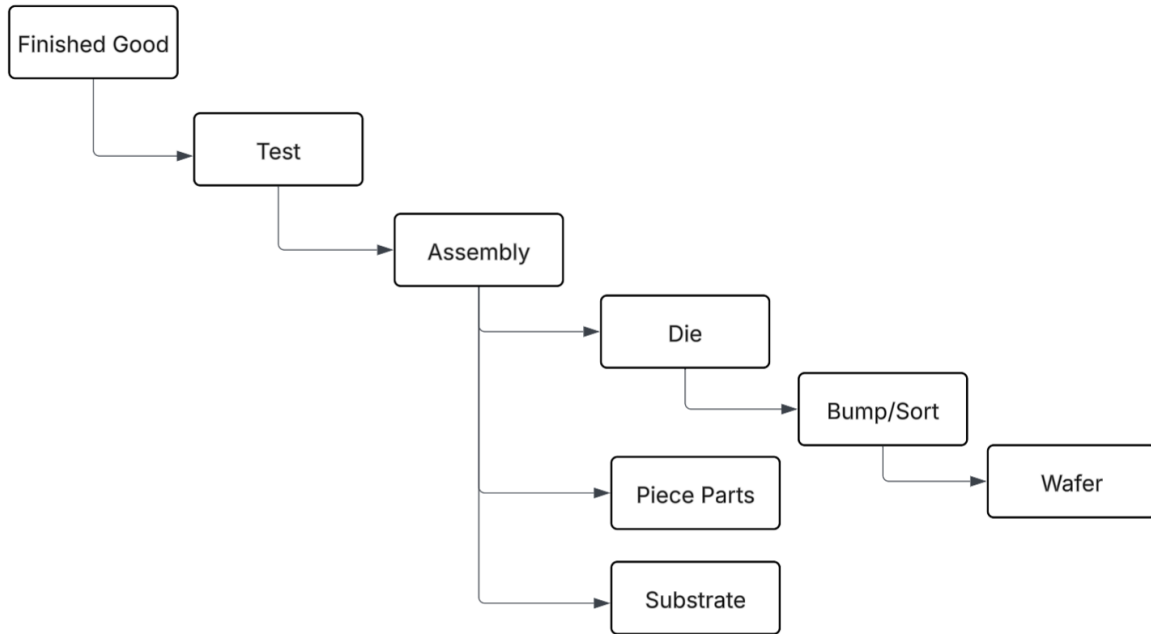 Finished Good
Test
Assembly
Die
Bump/Sort
Wafer
Piece Parts
Substrate